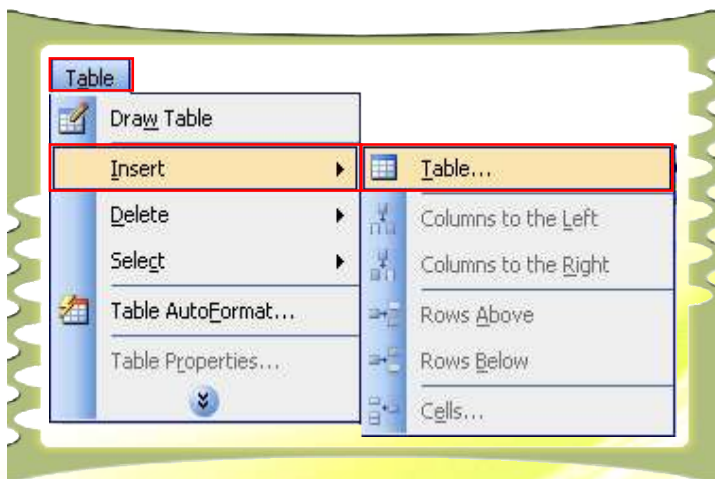 Table
Draw Table
Insert
Delete
Select
Table AutoFormat...
Table Properties...
Table...
Columns to the Left
Columns to the Right
Rows Above
Rows Below
Cells...